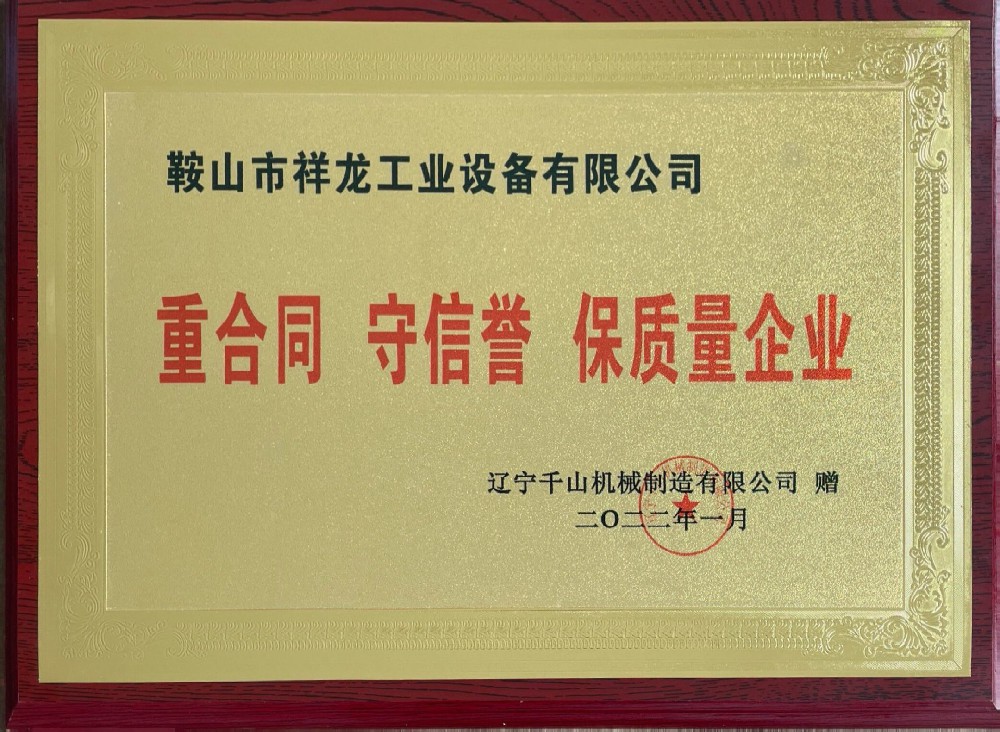 鞍山市祥龙工业设备有限公司
重合同 守信誉 保质量企业
辽宁千山机械制造有限公司 赠
二〇二二年一月